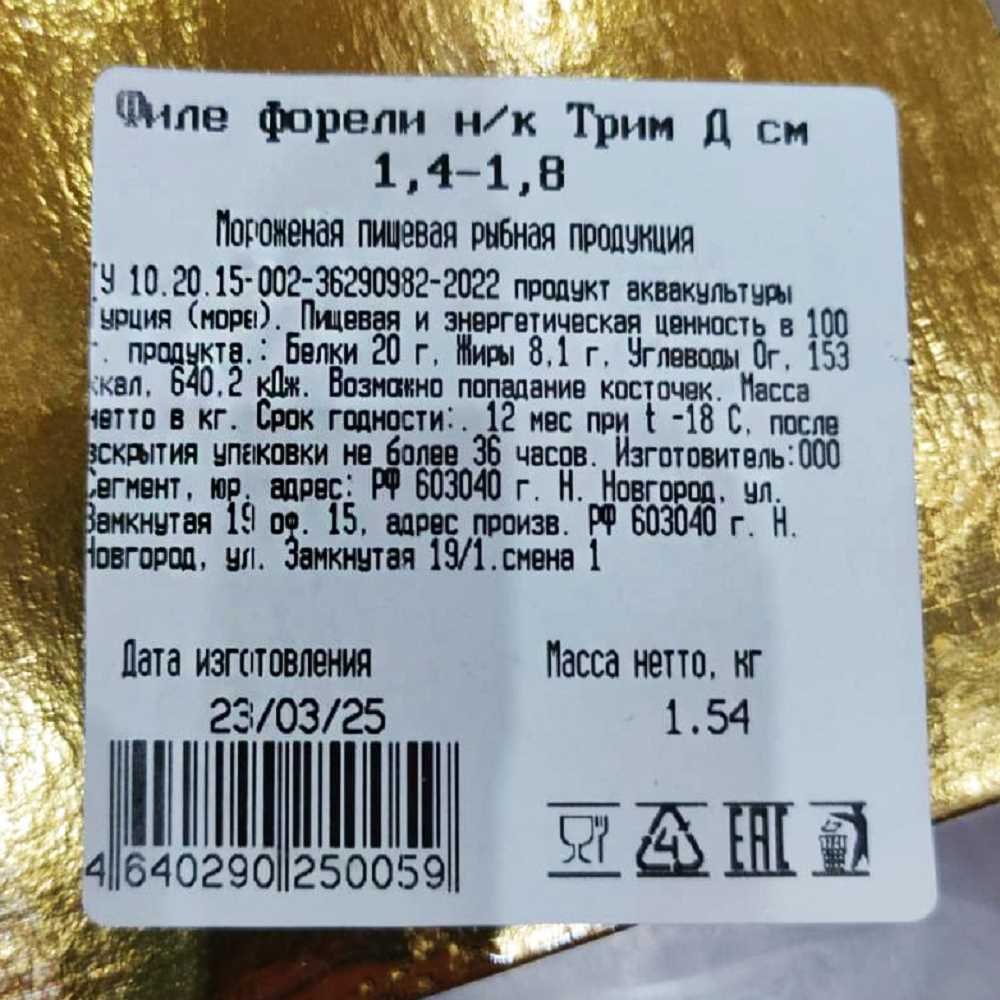 Филе форели н/к Трим Д см
1,4-1,8
Мороженая пищевая рыбная продукция
ТУ 10.20.15-002-36290982-2022 продукт аквакультуры
урция (море). Пищевая и энергетическая ценность в 100
г. продукта.: Белки 20 г, Жиры 8,1 г, Углеводы 0г, 153
ккал, 640,2 кДж. Возможно попадание косточек. Масса
нетто в кг. Срок годности:. 12 мес при t -18 С, после
вскрытия упаковки не более 36 часов. Изготовитель:ООО
Сегмент, юр. адрес: РФ 603040 г. Н. Новгород, ул.
Замкнутая 19 оф. 15, адрес произв. РФ 603040 г. Н.
Новгород, ул. Замкнутая 19/1.смена 1
Дата изготовления
23/03/25
Масса нетто, кг
1.54
4 640290 250059
4 EAC